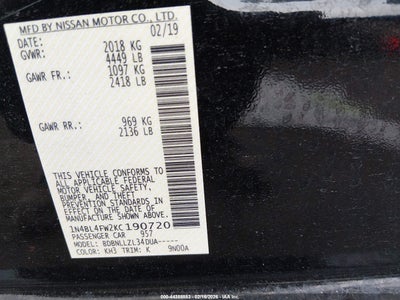 MFD BY NISSAN MOTOR CO., LTD.
DATE: 02/19
GVWR: 2018 KG
4449 LB
GAWR FR: 1097 KG
2418 LB
GAWR RR: 969 KG
2136 LB
THIS VEHICLE CONFORMS TO
ALL APPLICABLE FEDERAL
MOTOR VEHICLE SAFETY,
BUMPER, AND THEFT
PREVENTION STANDARDS IN
EFFECT ON THE DATE OF
MANUFACTURE SHOWN ABOVE.
1N4BL4FWZKC190720
PASSENGER CAR 957
MODEL: BDBNLLZL34DUA-----
COLOR: KH3 TRIM: K 9N00A